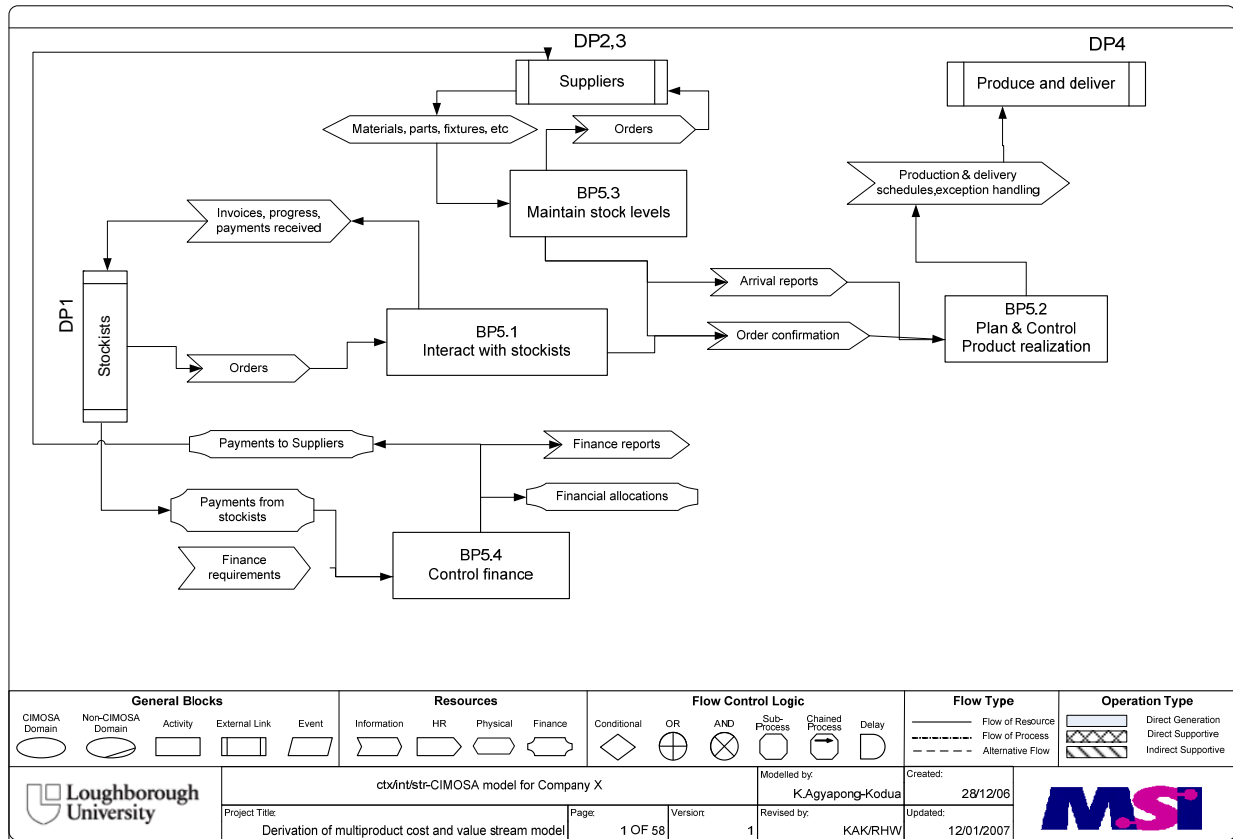 DP2,3
DP4
Suppliers
Produce and deliver
Materials, parts, fixtures, etc
Orders
BP5.3
Maintain stock levels
Production & delivery
schedules,exception handling
Invoices, progress,
payments received
DP1
Stockists
Arrival reports
BP5.2
Plan & Control
Product realization
BP5.1
Interact with stockists
Order confirmation
Orders
Payments to Suppliers
Finance reports
Payments from
stockists
Financial allocations
BP5.4
Control finance
Finance
requirements
General Blocks
Resources
Flow Control Logic
Flow Type
Operation Type
CIMOSA
Domain
Non-CIMOSA
Domain
Activity
External Link
Event
Information
HR
Physical
Finance
Conditional
OR
AND
Sub-
Process
Chained
Process
Delay
Flow of Resource
Flow of Process
Alternative Flow
Direct Generation
Direct Supportive
Indirect Supportive
Loughborough
University
ctx/int/str-CIMOSA model for Company X
Modelled by:
K.Agyapong-Kodua
Created:
28/12/06
Project Title:
Derivation of multiproduct cost and value stream model
Page:
1 OF 58
Version:
1
Revised by:
KAK/RHW
Updated:
12/01/2007
MSI